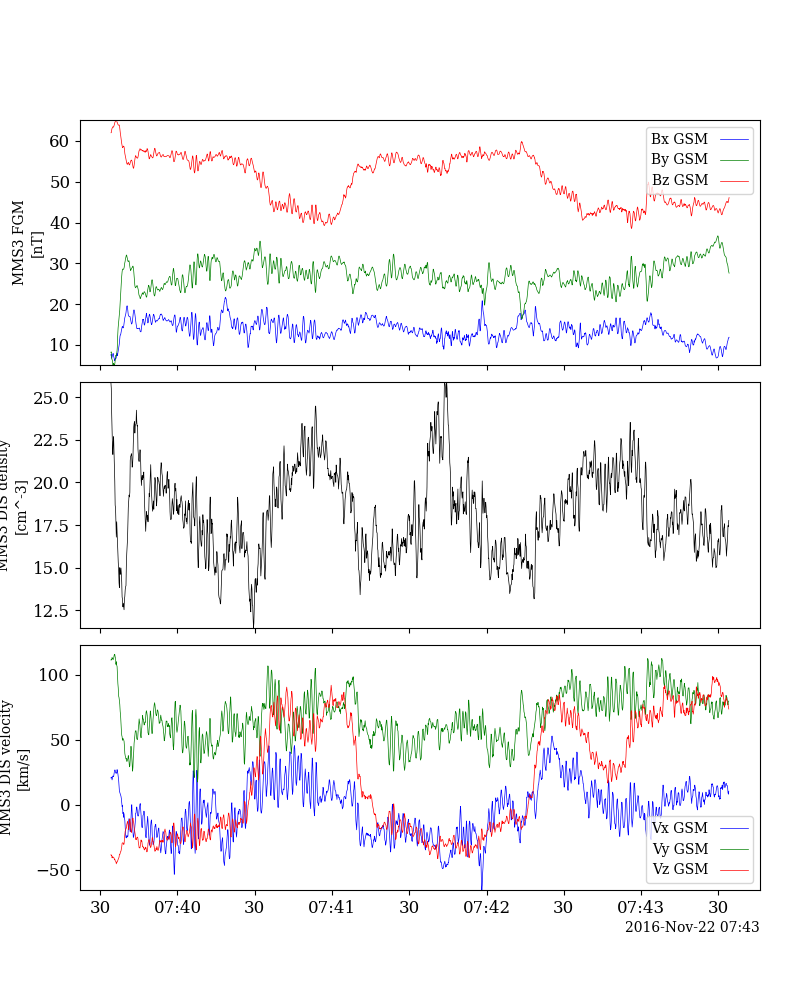 60
50
40
30
20
10
MMS3 FGM
[nT]
Bx GSM
By GSM
Bz GSM
25.0
22.5
20.0
17.5
15.0
12.5
MMS3 DIS density
[cm^-3]
100
50
0
−50
MMS3 DIS velocity
[km/s]
Vx GSM
Vy GSM
Vz GSM
30 07:40 30 07:41 30 07:42 30 07:43 30
2016-Nov-22 07:43